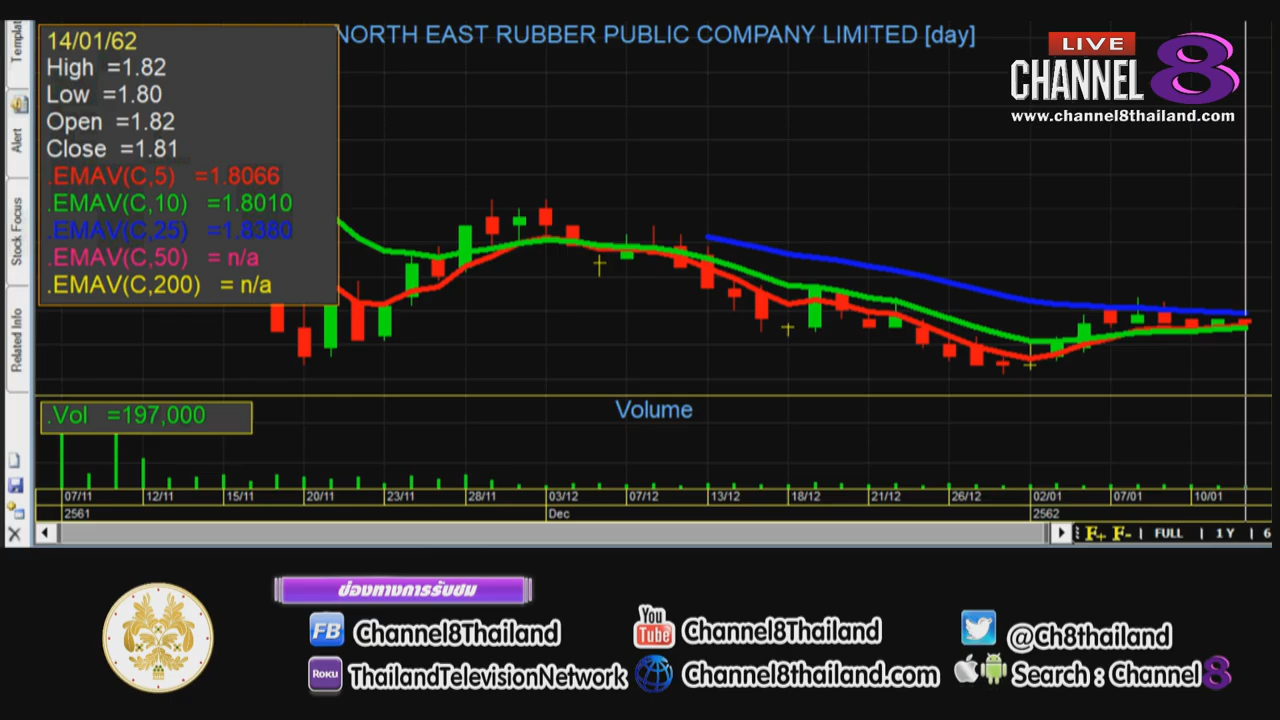 NORTH EAST RUBBER PUBLIC COMPANY LIMITED [day]
14/01/62
High =1.82
Low =1.80
Open =1.82
Close =1.81
.EMAV(C,5) =1.8066
.EMAV(C,10) =1.8010
.EMAV(C,25) =1.8380
.EMAV(C,50) = n/a
.EMAV(C,200) = n/a
LIVE
CHANNEL 8
www.channel8thailand.com
Templat
Alert
Stock Focus
Related Info
.Vol =197,000
Volume
07/11 12/11 15/11 20/11 23/11 28/11 03/12 07/12 13/12 18/12 21/12 26/12 02/01 07/01 10/01
2561 Dec 2562
F+ F- | FULL | 1 Y | 6
ช่องทางการรับชม
FB Channel8Thailand
You Tube Channel8Thailand
@Ch8thailand
ROKU ThailandTelevisionNetwork
Channel8thailand.com
Search : Channel 8